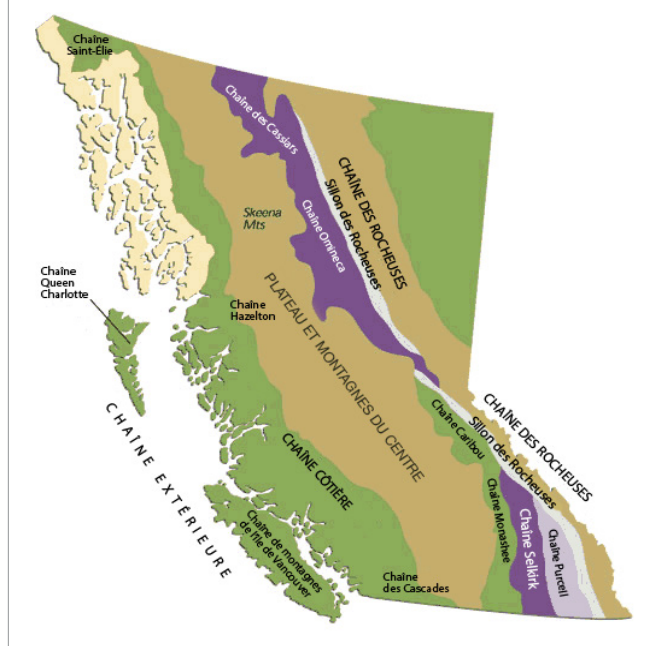 Chaîne
Saint-Élie
Chaîne des Cassiars
CHAÎNE DES ROCHEUSES
Sillon des Rocheuses
Skeena
Mts
Chaîne Omineca
Chaîne
Queen
Charlotte
Chaîne
Hazelton
PLATEAU ET MONTAGNES DU CENTRE
CHAÎNE DES ROCHEUSES
Sillon des Rocheuses
Chaîne Caribou
CHAÎNE EXTÉRIEURE
CHAÎNE CÔTIÈRE
Chaîne Monashee
Chaîne Selkirk
Chaîne Purcell
Chaîne de montagnes
de l'Ile de Vancouver
Chaîne
des Cascades